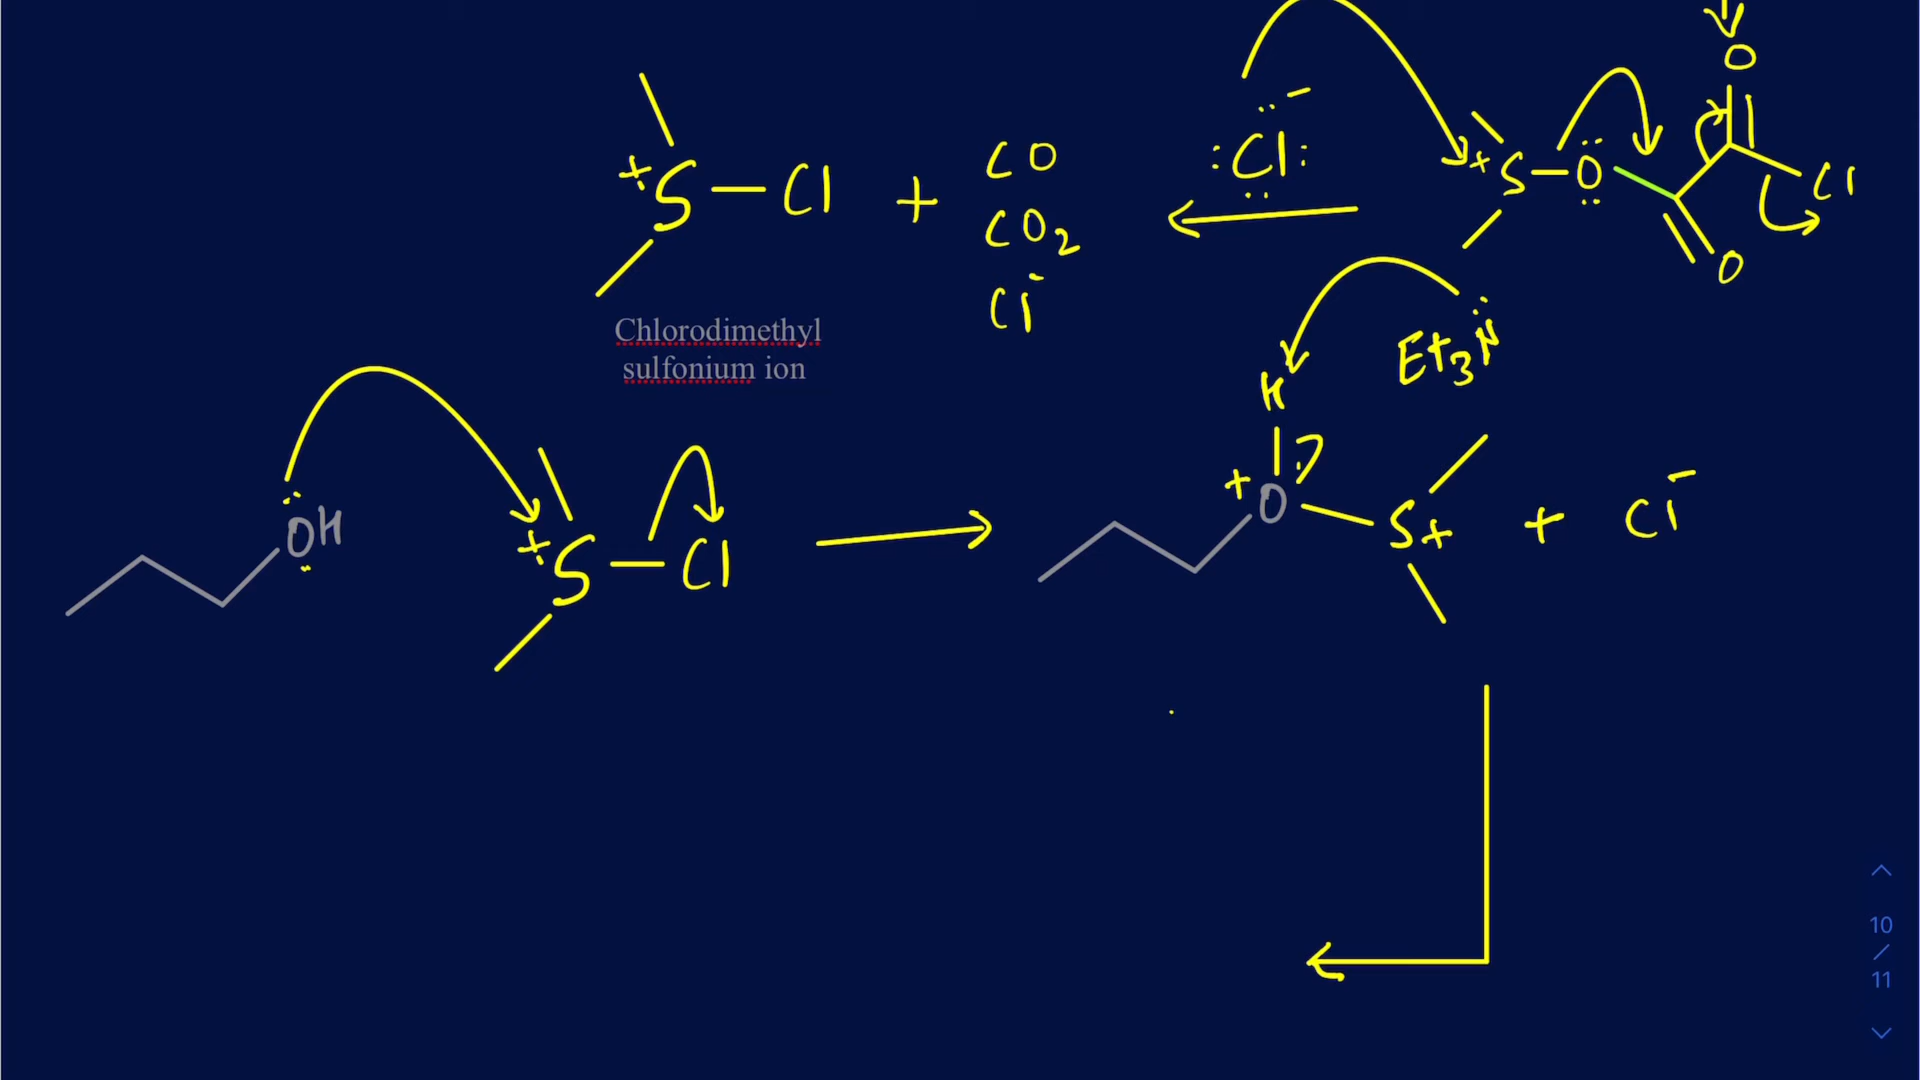 O
+ S — Cl + CO
CO2
Cl-
:Cl:-
+ S — O
Cl
O
Chlorodimethyl
sulfonium ion
Et3N
H
OH
+ S — Cl
+ O
S+
+ Cl-
10
/
11